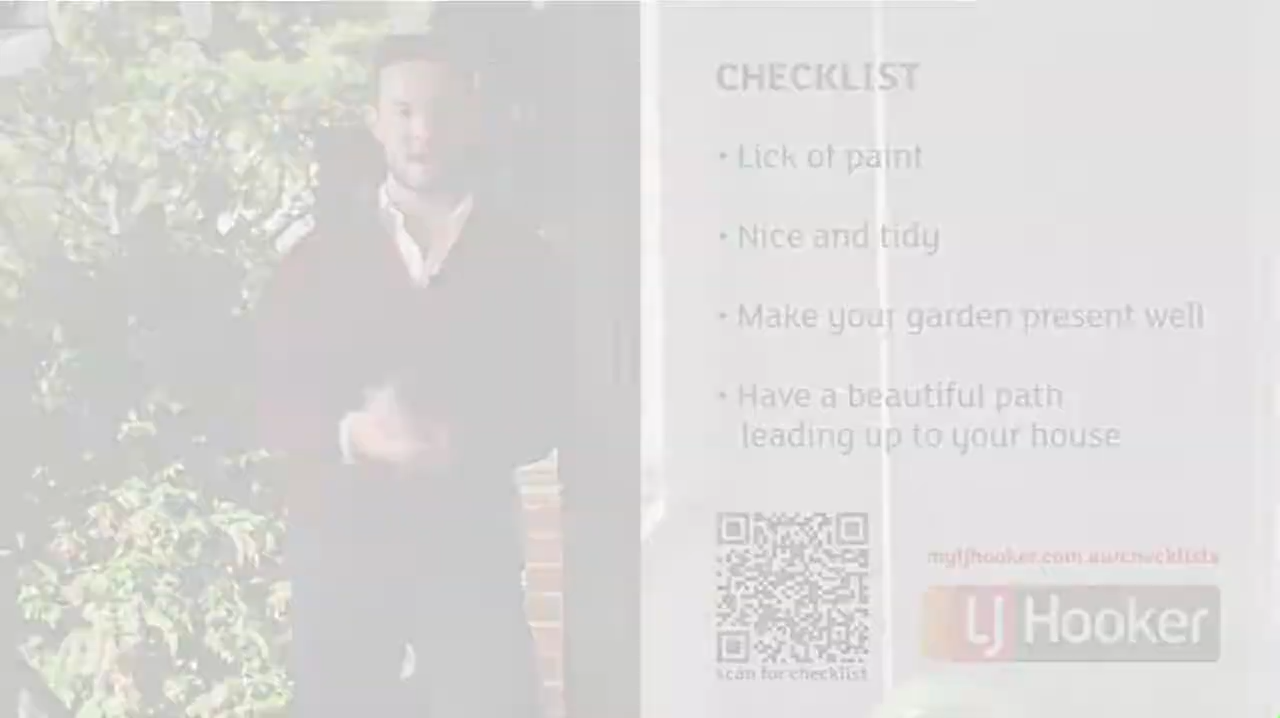 CHECKLIST
• Lick of paint
• Nice and tidy
• Make your garden present well
• Have a beautiful path
leading up to your house
myljhooker.com.au/checklists
LJ Hooker
scan for checklist